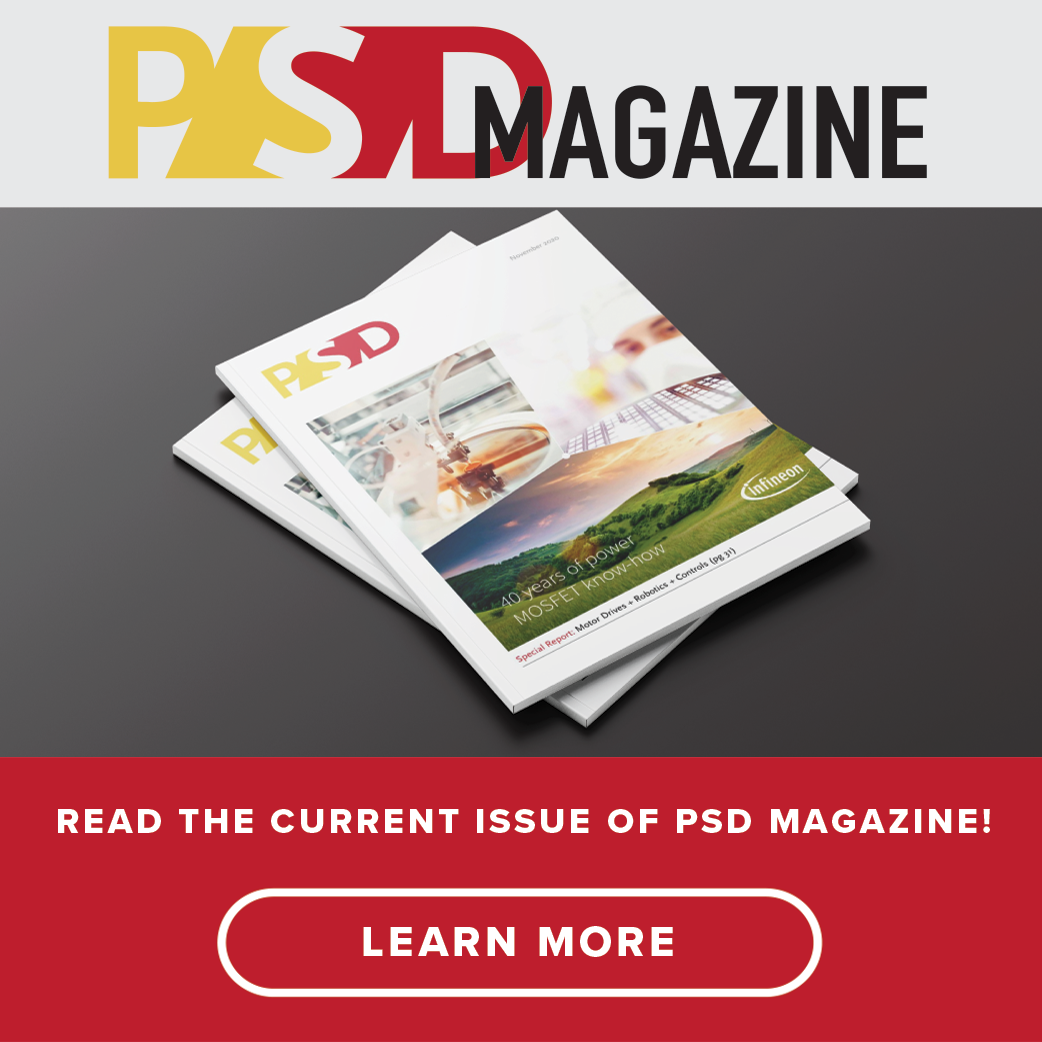 PSD MAGAZINE
November 2020
PSD
PSD
infineon
40 years of power
MOSFET know-how
Special Report: Motor Drives + Robotics + Controls (pg 31)
READ THE CURRENT ISSUE OF PSD MAGAZINE!
LEARN MORE